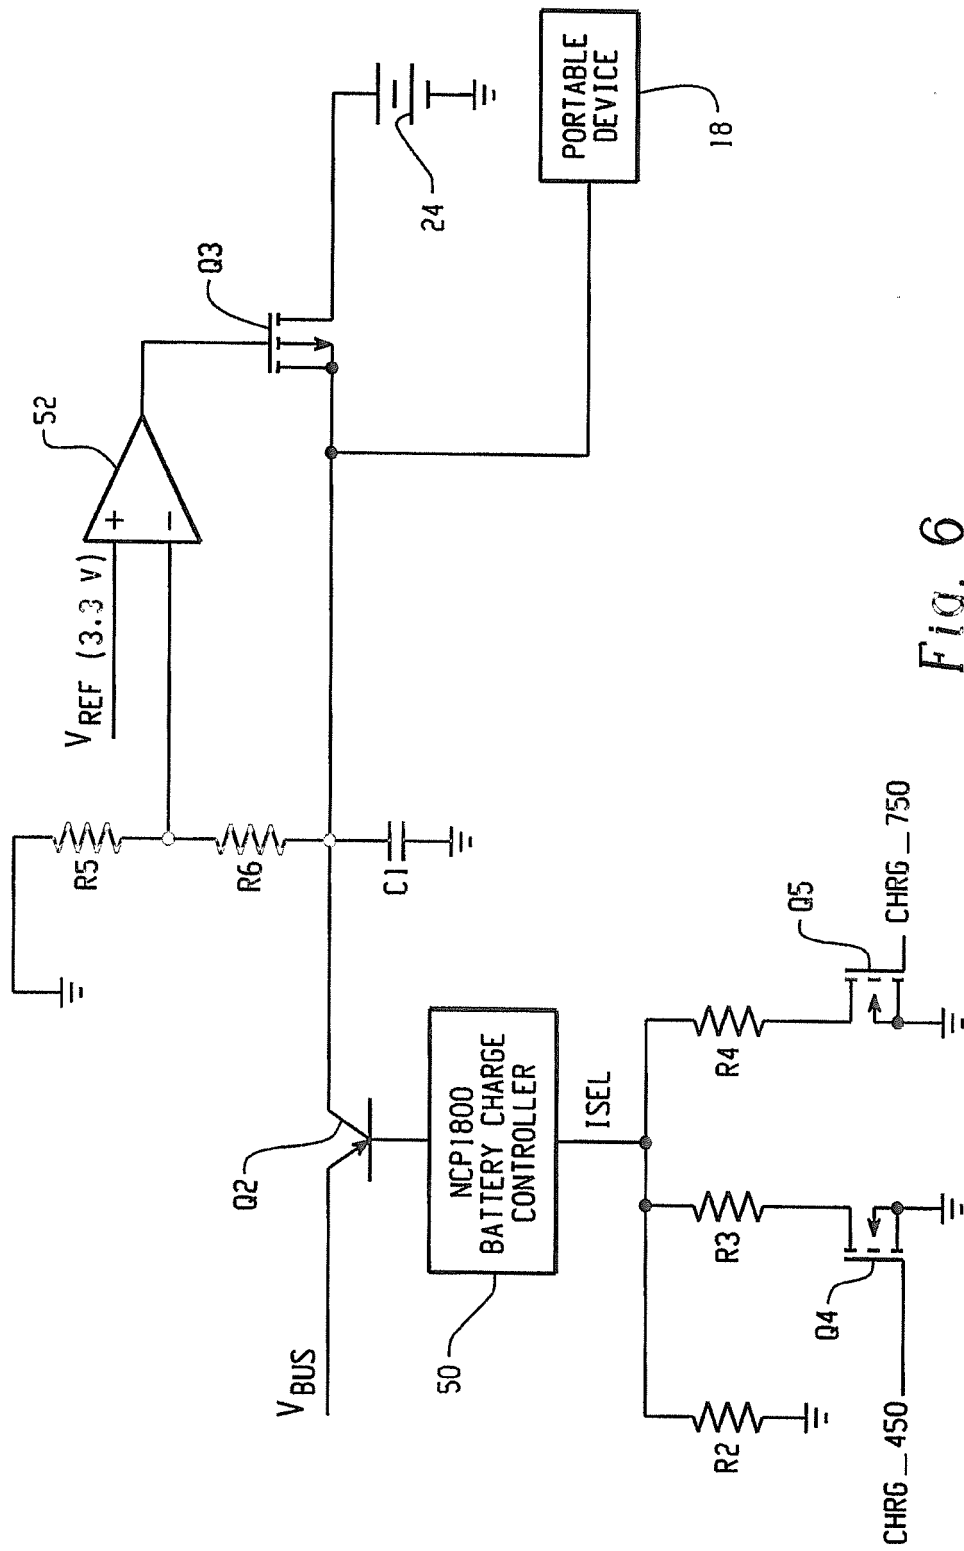 V_REF (3.3 V)
52
Q3
24
PORTABLE
DEVICE
18
+
−
R5
R6
C1
V_BUS
Q2
NCP1800
BATTERY CHARGE
CONTROLLER
50
ISEL
R2
R3
R4
Q4
Q5
CHRG_450
CHRG_750
Fig. 6